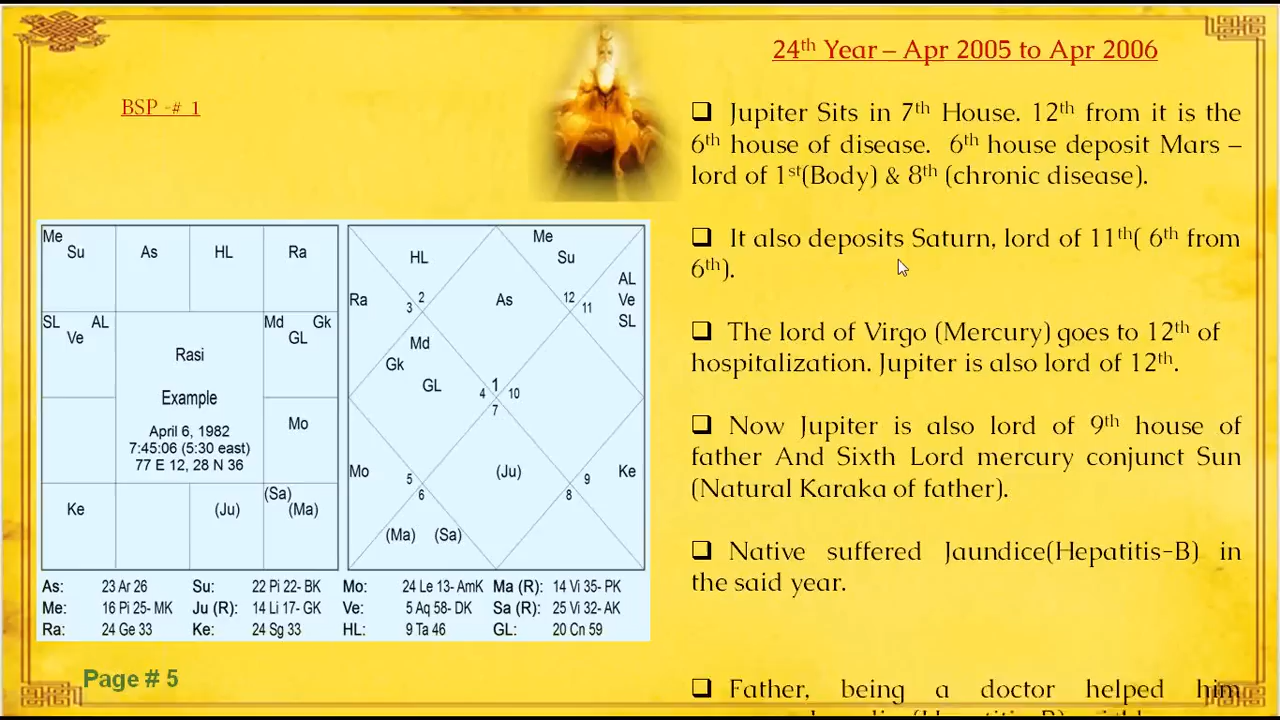 24th Year – Apr 2005 to Apr 2006
BSP -# 1
❑ Jupiter Sits in 7th House. 12th from it is the
6th house of disease. 6th house deposit Mars –
lord of 1st(Body) & 8th (chronic disease).
❑ It also deposits Saturn, lord of 11th( 6th from
6th).
❑ The lord of Virgo (Mercury) goes to 12th of
hospitalization. Jupiter is also lord of 12th.
❑ Now Jupiter is also lord of 9th house of
father And Sixth Lord mercury conjunct Sun
(Natural Karaka of father).
❑ Native suffered Jaundice(Hepatitis-B) in
the said year.
❑ Father, being a doctor helped him
Me
Su
As
HL
Ra
SL AL
Ve
Md Gk
GL
Rasi
Example
April 6, 1982
7:45:06 (5:30 east)
77 E 12, 28 N 36
Mo
Ke
(Ju)
(Sa)
(Ma)
HL
Me
Su
AL
Ve
SL
Ra
3 2
As
12 11
Md
Gk
GL
4 1 10
7
Mo
5
6
(Ju)
9
8
Ke
(Ma) (Sa)
As: 23 Ar 26 Su: 22 Pi 22- BK Mo: 24 Le 13- AmK Ma (R): 14 Vi 35- PK
Me: 16 Pi 25- MK Ju (R): 14 Li 17- GK Ve: 5 Aq 58- DK Sa (R): 25 Vi 32- AK
Ra: 24 Ge 33 Ke: 24 Sg 33 HL: 9 Ta 46 GL: 20 Cn 59
Page # 5